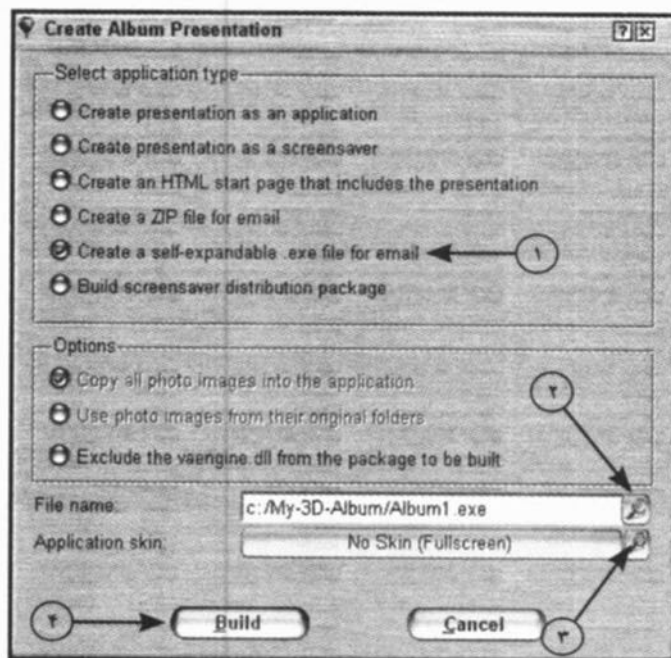 Create Album Presentation
Select application type
Create presentation as an application
Create presentation as a screensaver
Create an HTML start page that includes the presentation
Create a ZIP file for email
Create a self-expandable .exe file for email
۱
Build screensaver distribution package
Options
Copy all photo images into the application
۲
Use photo images from their original folders
Exclude the vaengine.dll from the package to be built
File name: c:/My-3D-Album/Album1.exe
Application skin: No Skin (Fullscreen)
۴ Build Cancel ۳